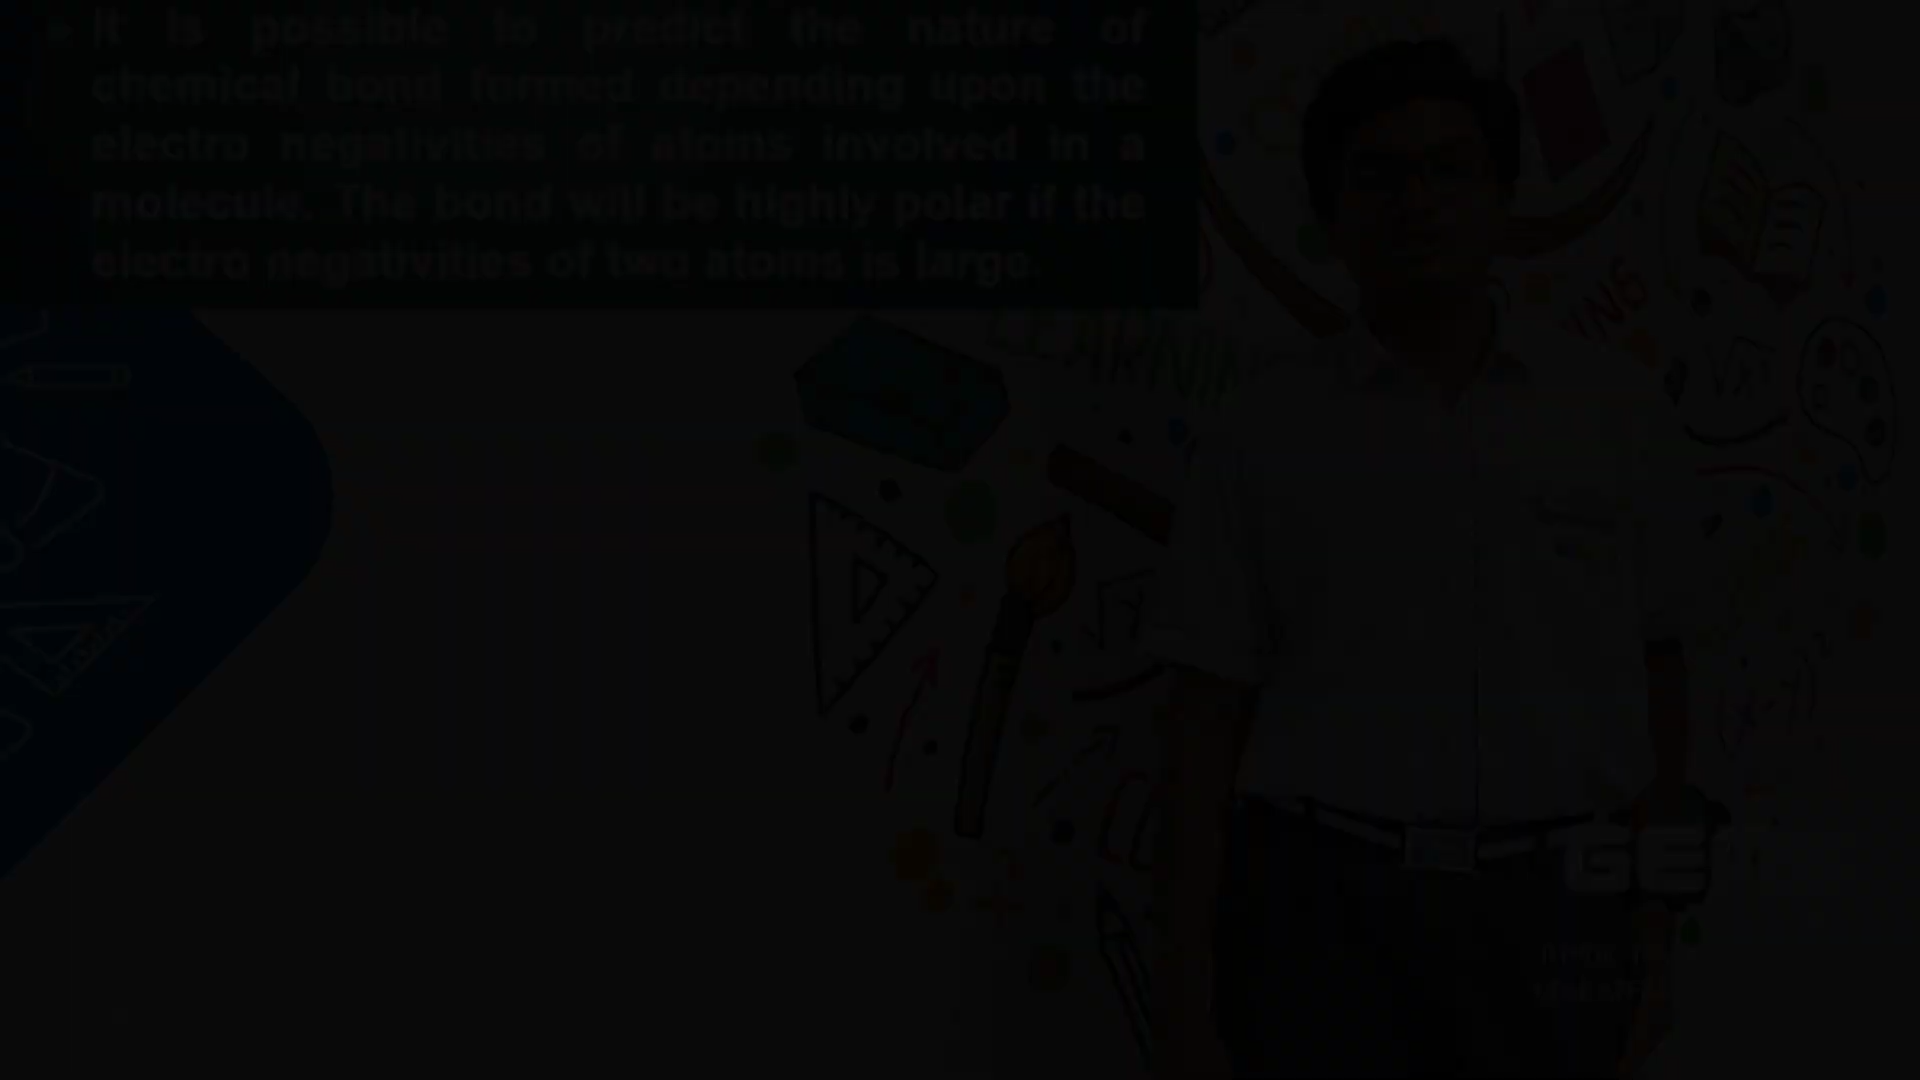 It is possible to predict the nature of
chemical bond formed depending upon the
electro negativities of atoms involved in a
molecule. The bond will be highly polar if the
electro negativities of two atoms is large.
GE